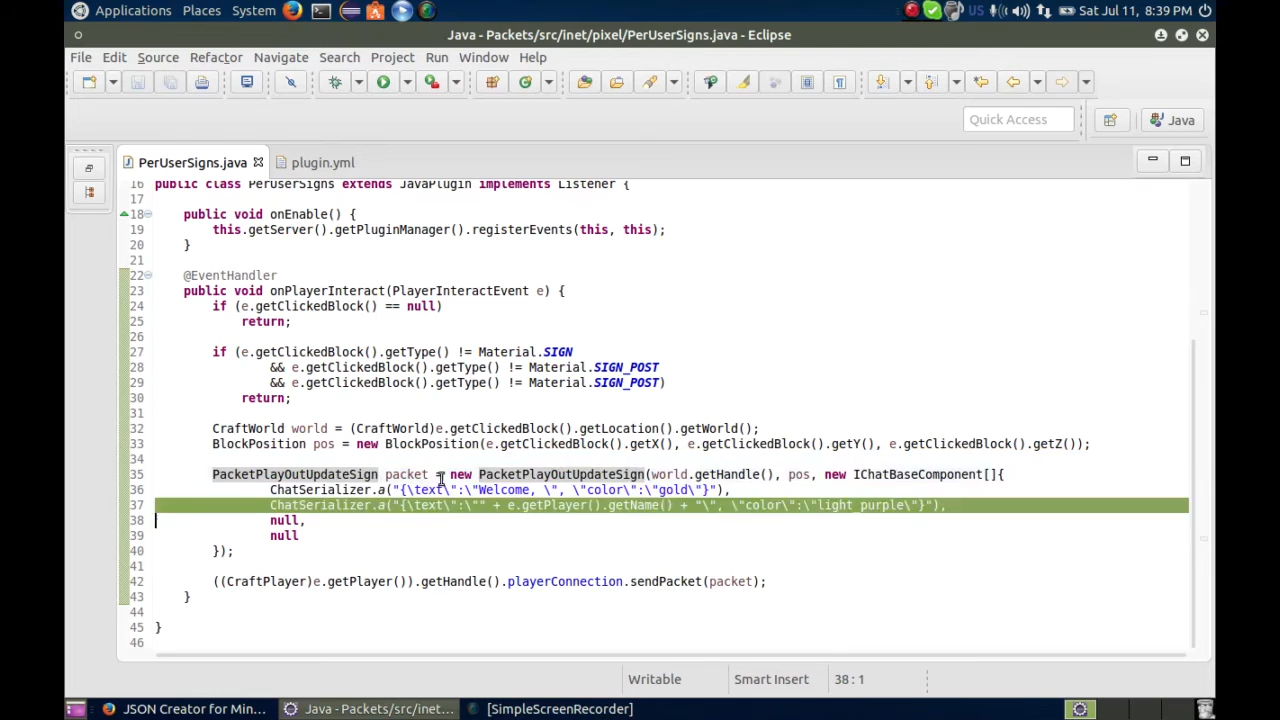 Applications Places System US Sat Jul 11, 8:39 PM
Java - Packets/src/inet/pixel/PerUserSigns.java - Eclipse
File Edit Source Refactor Navigate Search Project Run Window Help
Quick Access Java
PerUserSigns.java plugin.yml
16 public class PerUserSigns extends JavaPlugin implements Listener {
17
18 public void onEnable() {
19 this.getServer().getPluginManager().registerEvents(this, this);
20 }
21
22 @EventHandler
23 public void onPlayerInteract(PlayerInteractEvent e) {
24 if (e.getClickedBlock() == null)
25 return;
26
27 if (e.getClickedBlock().getType() != Material.SIGN
28 && e.getClickedBlock().getType() != Material.SIGN_POST
29 && e.getClickedBlock().getType() != Material.SIGN_POST)
30 return;
31
32 CraftWorld world = (CraftWorld)e.getClickedBlock().getLocation().getWorld();
33 BlockPosition pos = new BlockPosition(e.getClickedBlock().getX(), e.getClickedBlock().getY(), e.getClickedBlock().getZ());
34
35 PacketPlayOutUpdateSign packet = new PacketPlayOutUpdateSign(world.getHandle(), pos, new IChatBaseComponent[]{
36 ChatSerializer.a("{\"text\":\"Welcome, \", \"color\":\"gold\"}"),
37 ChatSerializer.a("{\"text\":\"" + e.getPlayer().getName() + "\", \"color\":\"light_purple\"}"),
38 null,
39 null
40 });
41
42 ((CraftPlayer)e.getPlayer()).getHandle().playerConnection.sendPacket(packet);
43 }
44
45 }
46
Writable Smart Insert 38 : 1
JSON Creator for Min... Java - Packets/src/inet... [SimpleScreenRecorder]